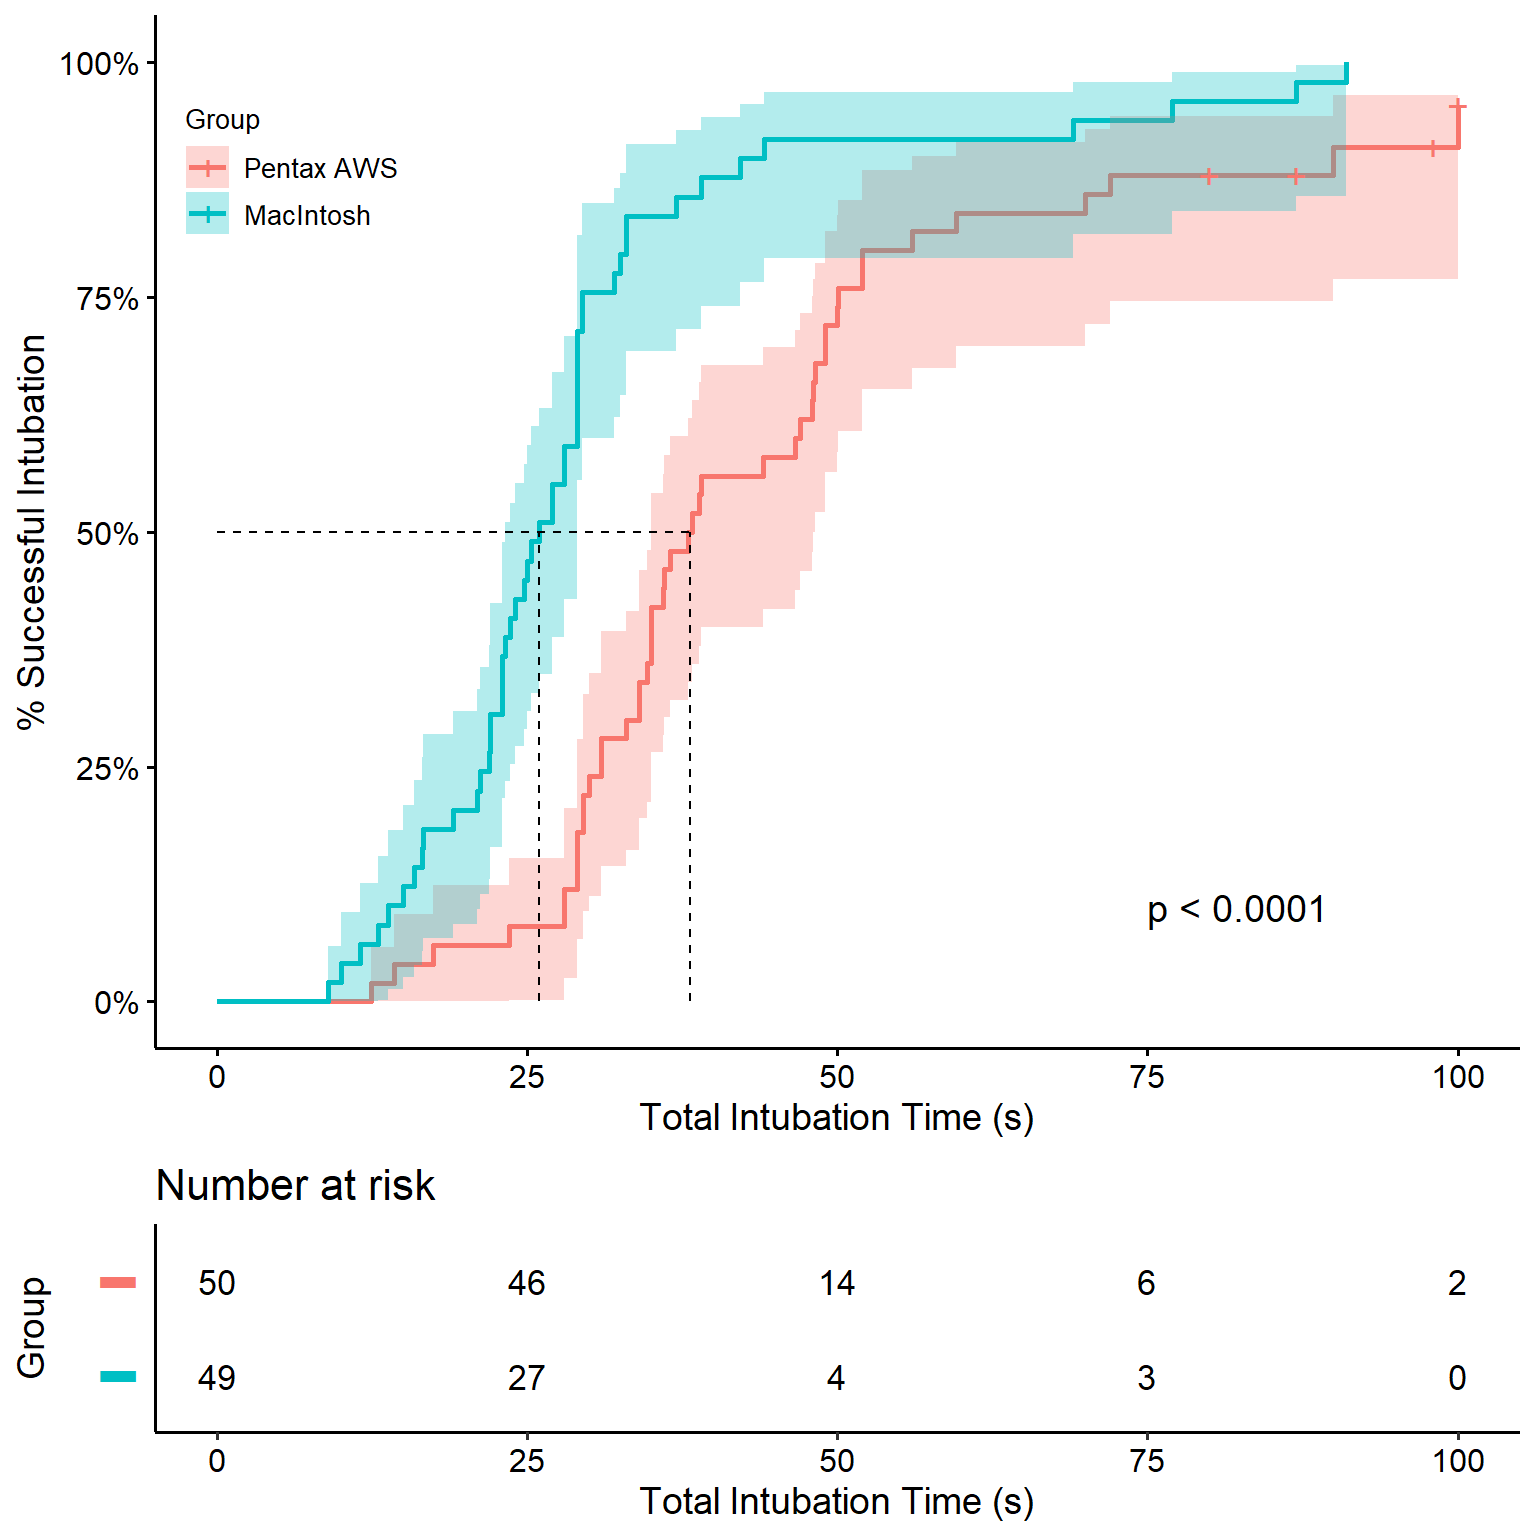 100%
75%
50%
25%
0%
% Successful Intubation
Group
Pentax AWS
MacIntosh
p < 0.0001
0 25 50 75 100
Total Intubation Time (s)
Number at risk
Group
50 46 14 6 2
49 27 4 3 0
0 25 50 75 100
Total Intubation Time (s)